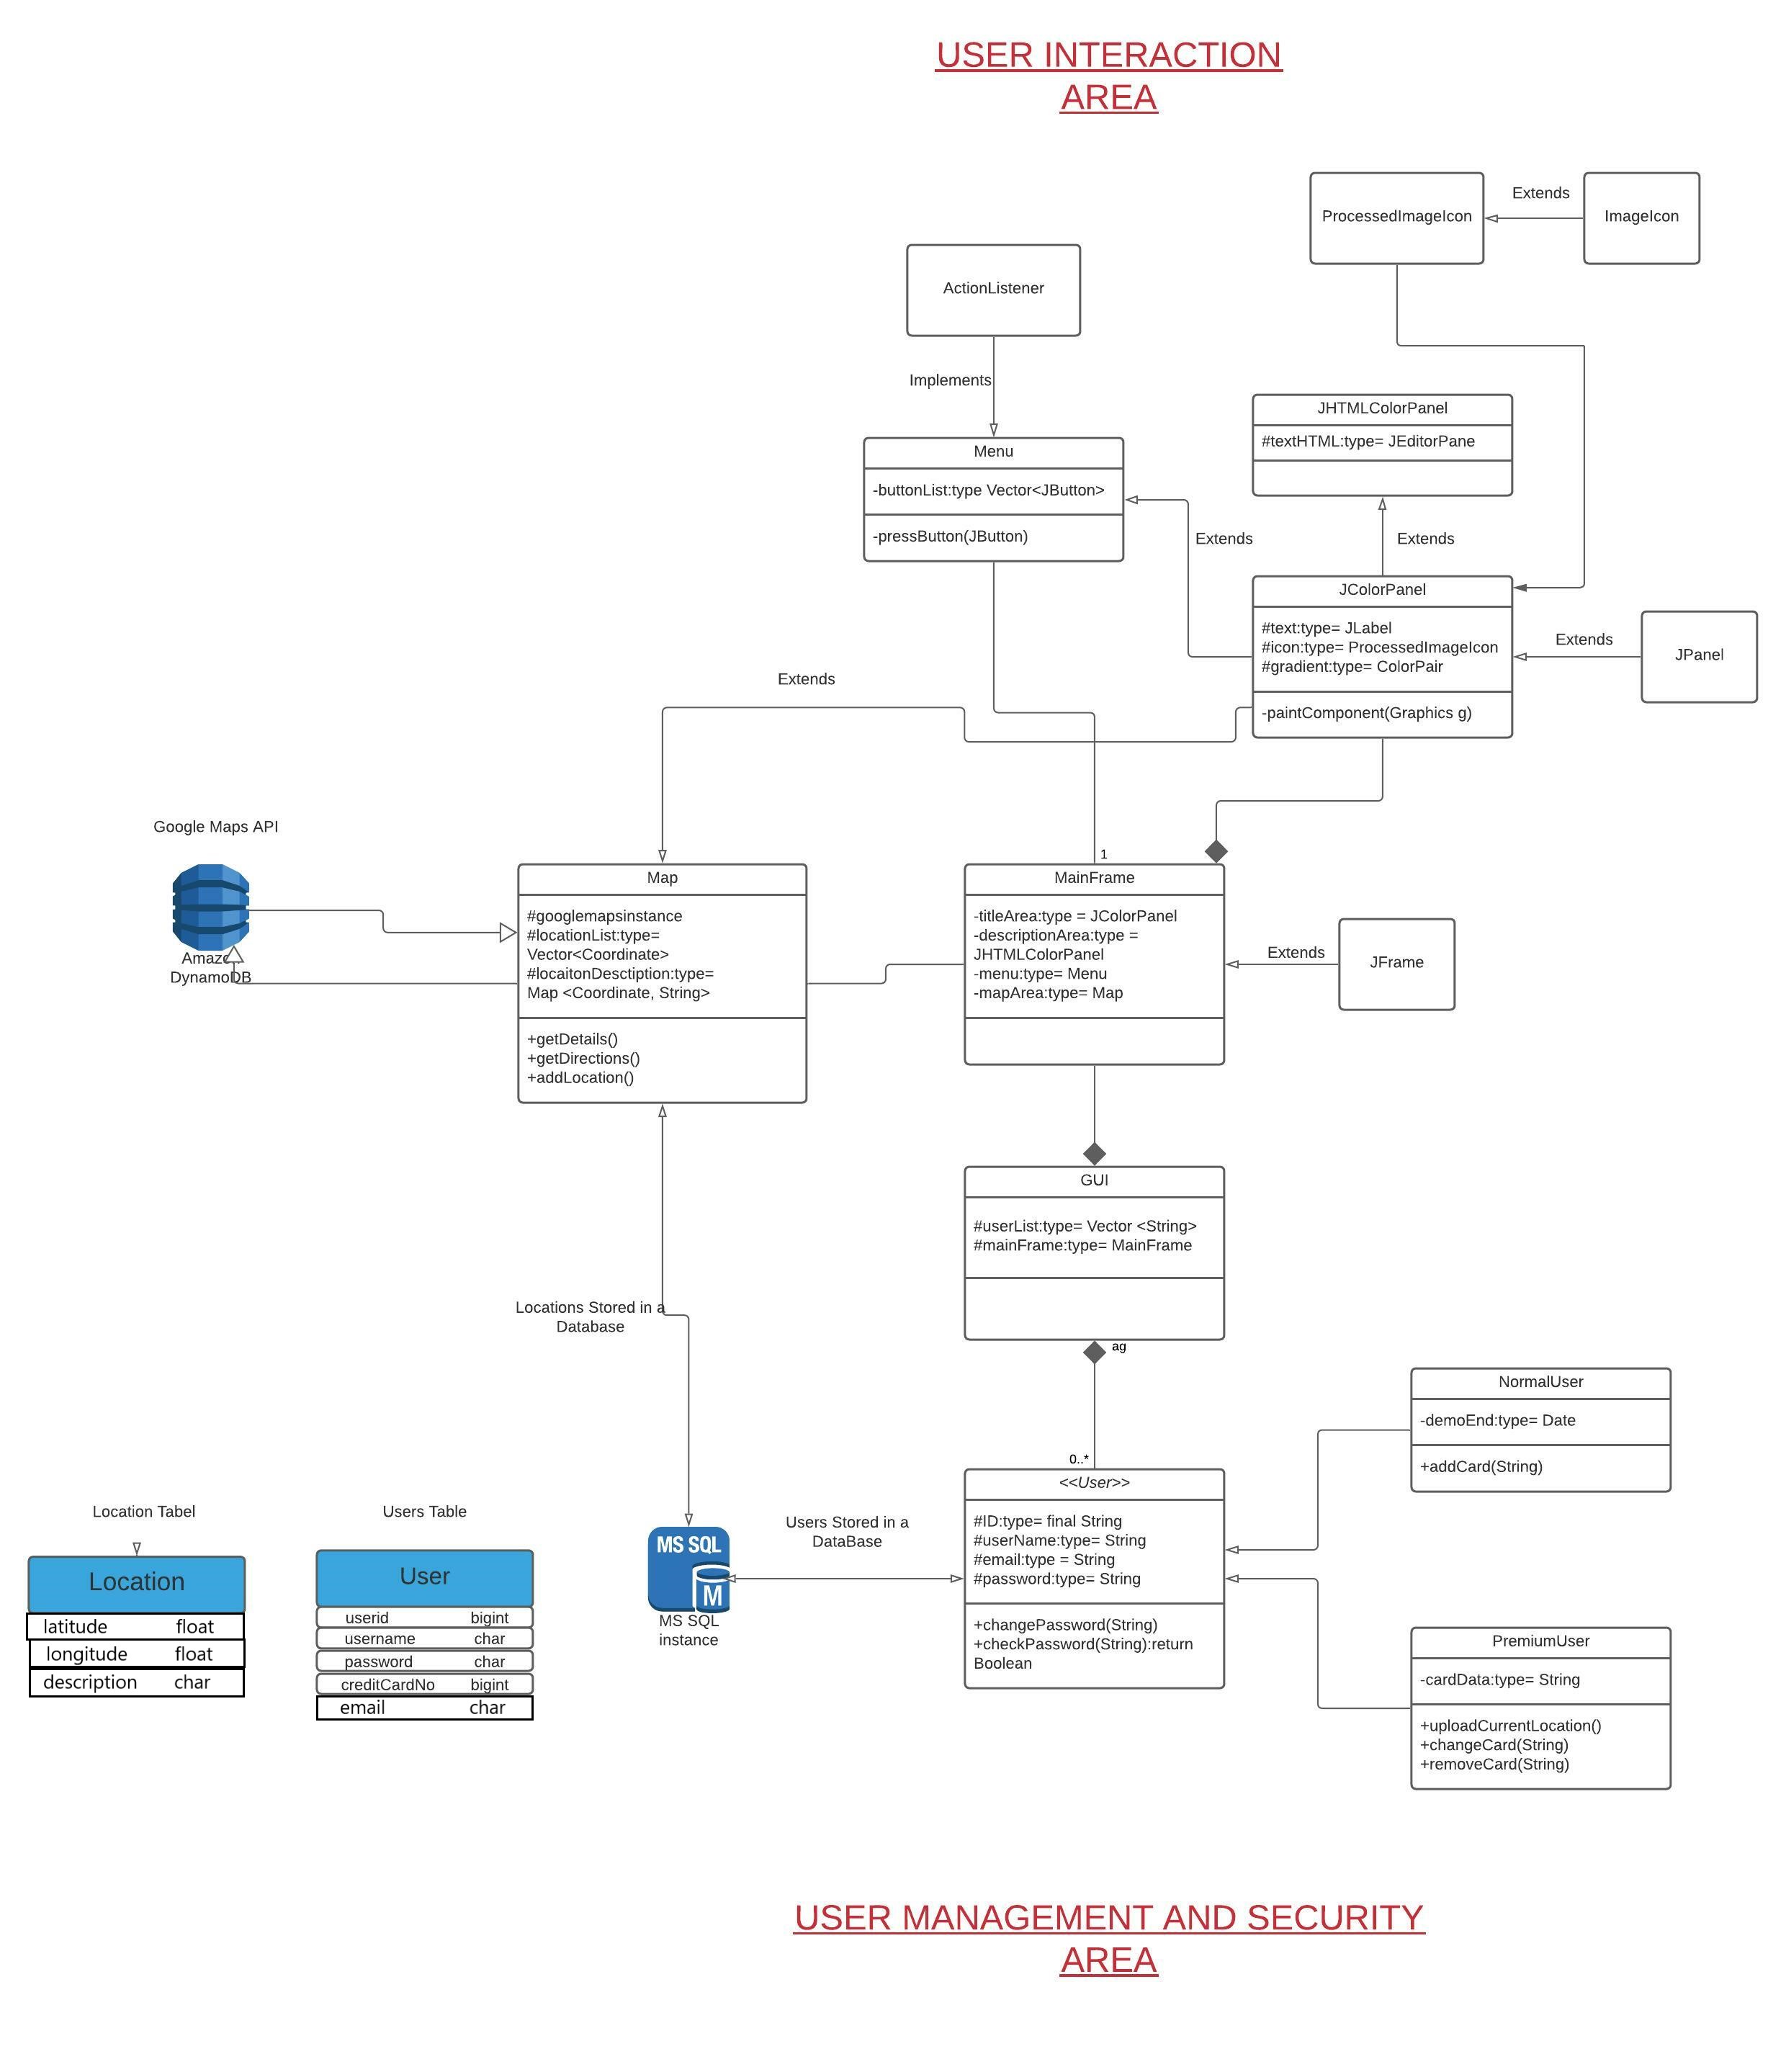 USER INTERACTION
AREA
ProcessedImageIcon
Extends
ImageIcon
ActionListener
Implements
JHTMLColorPanel
#textHTML:type= JEditorPane
Menu
-buttonList:type Vector<JButton>
-pressButton(JButton)
Extends
Extends
JColorPanel
#text:type= JLabel
#icon:type= ProcessedImageIcon
#gradient:type= ColorPair
-paintComponent(Graphics g)
Extends
JPanel
Extends
Google Maps API
Amazon
DynamoDB
Map
#googlemapsinstance
#locationList:type=
Vector<Coordinate>
#locaitonDesctiption:type=
Map <Coordinate, String>
+getDetails()
+getDirections()
+addLocation()
1
MainFrame
-titleArea:type = JColorPanel
-descriptionArea:type =
JHTMLColorPanel
-menu:type= Menu
-mapArea:type= Map
Extends
JFrame
GUI
#userList:type= Vector <String>
#mainFrame:type= MainFrame
ag
Locations Stored in a
Database
0..*
<<User>>
#ID:type= final String
#userName:type= String
#email:type = String
#password:type= String
+changePassword(String)
+checkPassword(String):return
Boolean
NormalUser
-demoEnd:type= Date
+addCard(String)
PremiumUser
-cardData:type= String
+uploadCurrentLocation()
+changeCard(String)
+removeCard(String)
Users Stored in a
DataBase
MS SQL
M
MS SQL
instance
Location Tabel
Location
latitude float
longitude float
description char
Users Table
User
userid bigint
username char
password char
creditCardNo bigint
email char
USER MANAGEMENT AND SECURITY
AREA